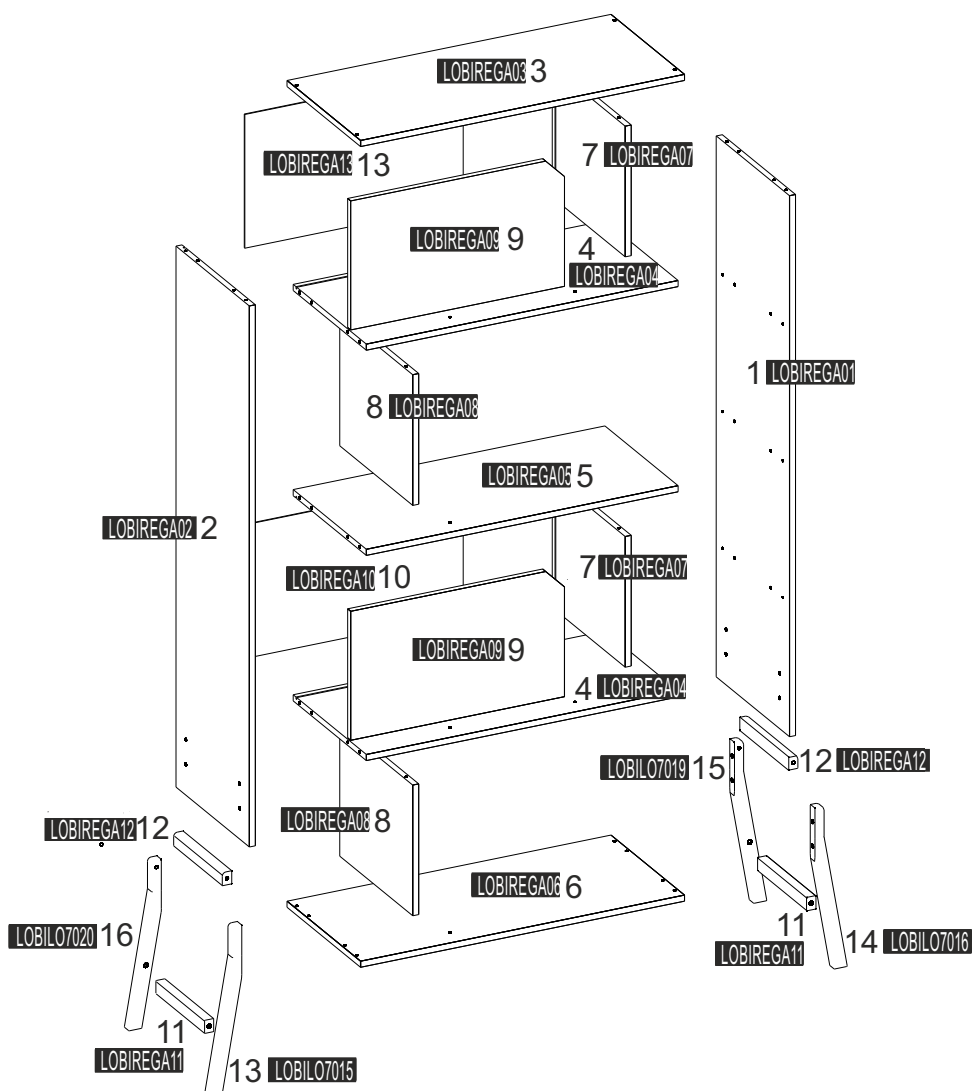 LOBIREGA03 3
LOBIREGA13 13
7 LOBIREGA07
LOBIREGA09 9
4
LOBIREGA04
1 LOBIREGA01
8 LOBIREGA08
LOBIREGA05 5
LOBIREGA02 2
LOBIREGA10 10
7 LOBIREGA07
LOBIREGA09 9
4 LOBIREGA04
LOBILO7019 15
12 LOBIREGA12
LOBIREGA12 12
LOBIREGA08 8
LOBIREGA06 6
LOBILO7020 16
11
LOBIREGA11
14 LOBILO7016
11
LOBIREGA11
13 LOBILO7015